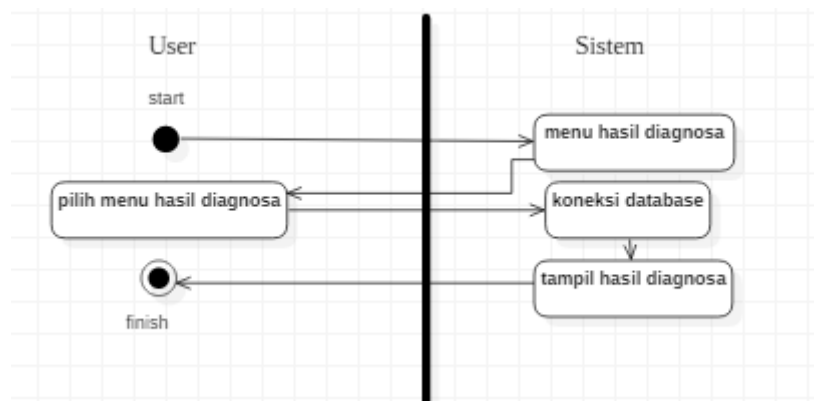 User
Sistem
start
menu hasil diagnosa
pilih menu hasil diagnosa
koneksi database
tampil hasil diagnosa
finish